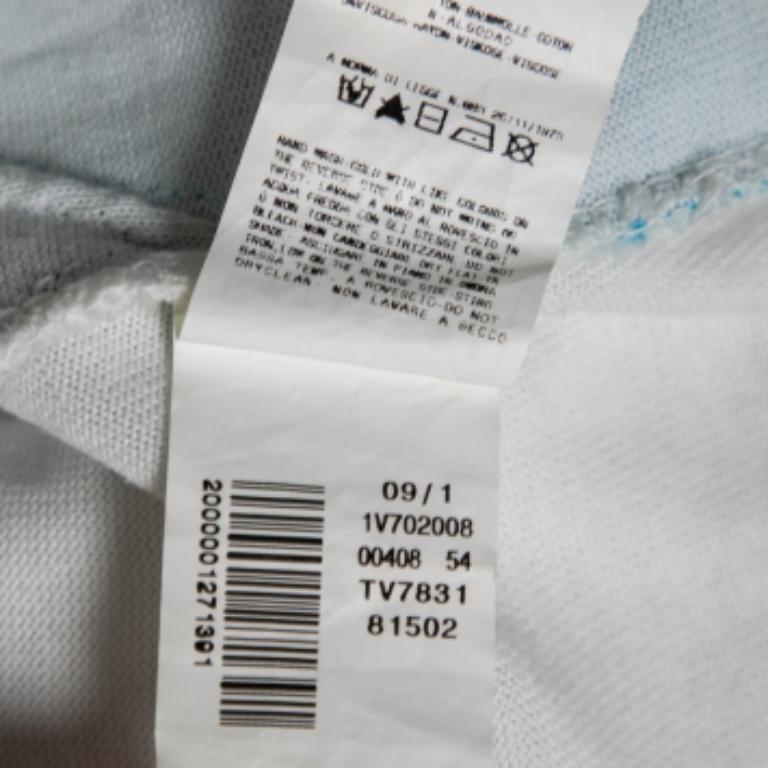 N-ALGODAO
A NORMA DI LEGGE N. 26/11/1973
HAND WASH-COLD WITH LIKE COLOURS ON
THE REVERSE SIDE O DO NOT WRING OR
TWIST. LAVARE A MANO AL ROVESCIO IN
ACQUA FREDDA CON GLI STESSI COLORI
O NON TORCERE O STRIZZARE. DO NOT
BLEACH-NON CANDEGGIARE DRY FLAT IN
SHADE. ASCIUGARE IN PIANO IN OMBRA
IRON LOW ON THE REVERSE SIDE-STIRO
BASSA TEMP. A ROVESCIO-DO NOT
DRYCLEAN. NON LAVARE A SECCO
2000001271391
09/1
1V702008
00408 54
TV7831
81502